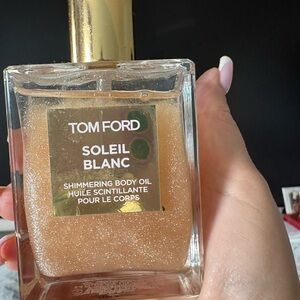 TOM FORD
SOLEIL
BLANC
SHIMMERING BODY OIL
HUILE SCINTILLANTE
POUR LE CORPS